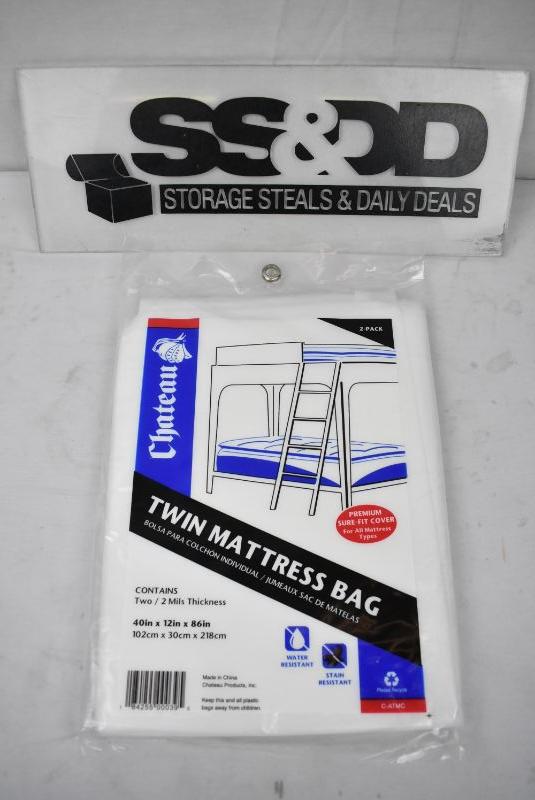 SS&DD
STORAGE STEALS & DAILY DEALS
2-PACK
Chateau
PREMIUM
SURE-FIT COVER
For All Mattress
Types
TWIN MATTRESS BAG
BOLSA PARA COLCHON INDIVIDUAL / JUMEAUX SAC DE MATELAS
CONTAINS
Two / 2 Mils Thickness
40in x 12in x 86in
102cm x 30cm x 218cm
WATER
RESISTANT
STAIN
RESISTANT
Made in China
Chateau Products, Inc.
Keep this and all plastic
bags away from children.
Please Recycle
C-ATMC
84256 00039